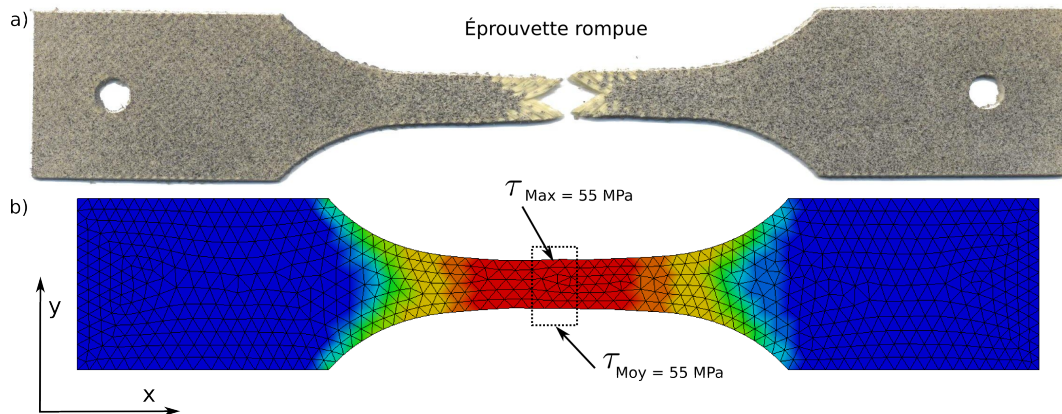 a)
Éprouvette rompue
τ Max = 55 MPa
b)
y
τ Moy = 55 MPa
x